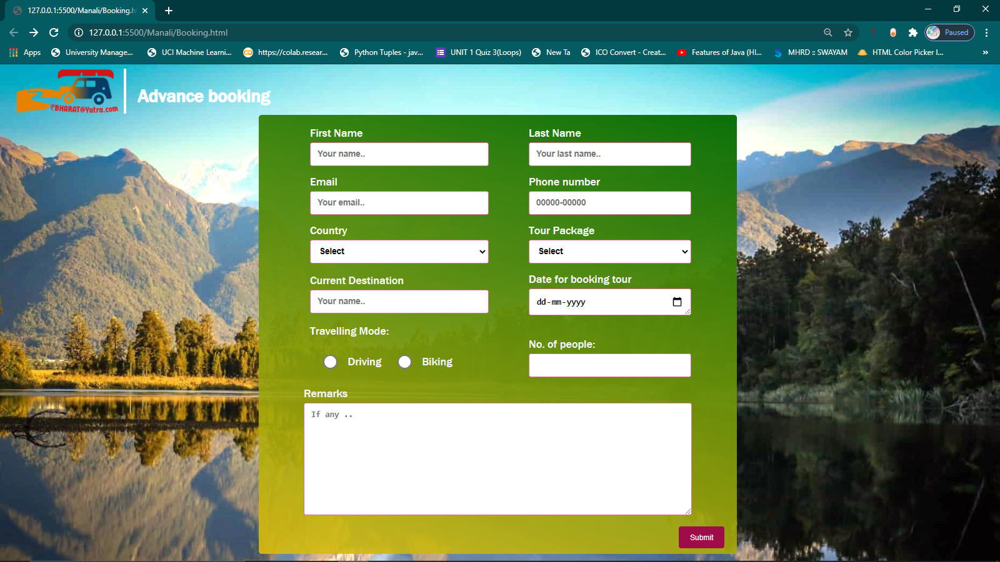 127.0.0.1:5500/Manali/Booking.h
127.0.0.1:5500/Manali/Booking.html
Paused
Apps
University Manage...
UCI Machine Learni...
https://colab.resear...
Python Tuples - jav...
UNIT 1 Quiz 3(Loops)
New Ta
ICO Convert - Creat...
Features of Java (HI...
MHRD :: SWAYAM
HTML Color Picker I...
»
₹BHARAT@Yatra.com
Advance booking
First Name
Last Name
Your name..
Your last name..
Email
Phone number
Your email..
00000-00000
Country
Tour Package
Select
Select
Current Destination
Date for booking tour
Your name..
dd-mm-yyyy
Travelling Mode:
No. of people:
Driving
Biking
Remarks
If any ..
Submit